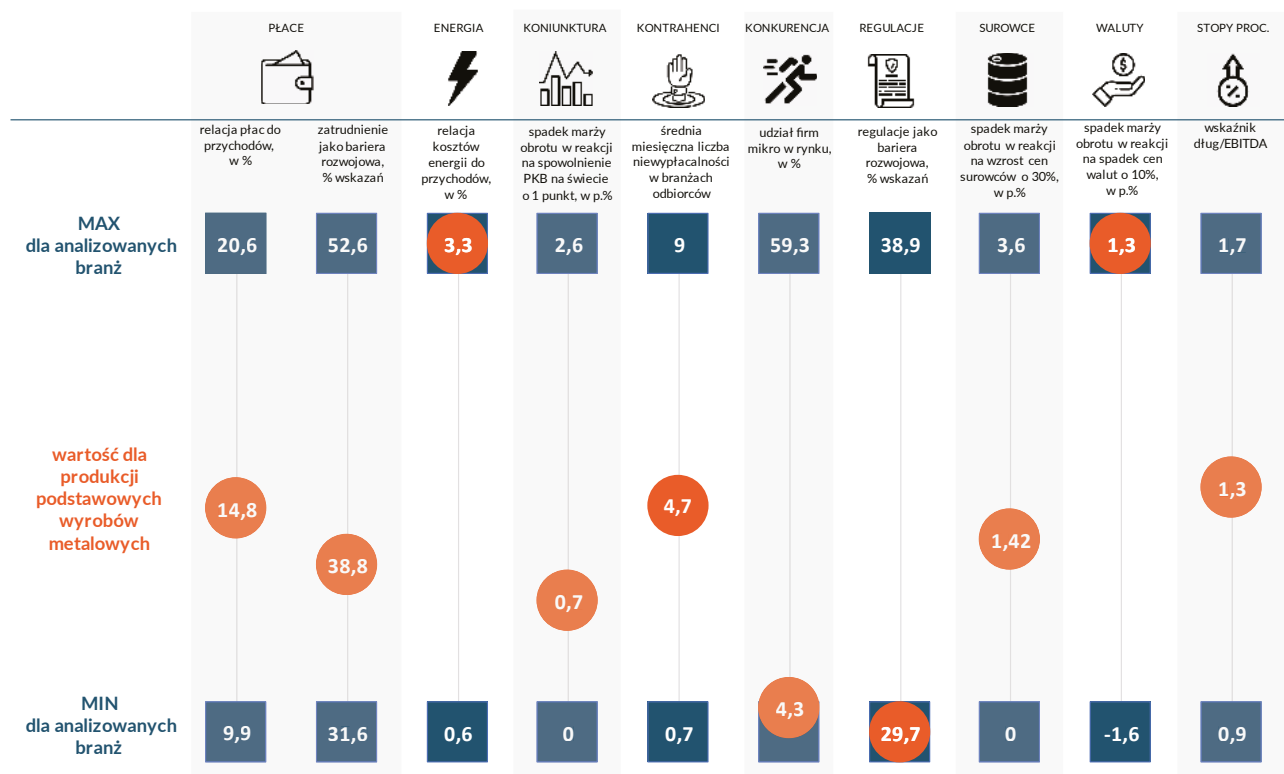 PŁACE
ENERGIA
KONIUNKTURA
KONTRAHENCI
KONKURENCJA
REGULACJE
SUROWCE
WALUTY
STOPY PROC.
relacja płac do
przychodów,
w %
zatrudnienie
jako bariera
rozwojowa,
% wskazań
relacja
kosztów
energii do
przychodów,
w %
spadek marży
obrotu w reakcji
na spowolnienie
PKB na świecie
o 1 punkt, w p.%
średnia
miesięczna liczba
niewypłacalności
w branżach
odbiorców
udział firm
mikro w rynku,
w %
regulacje jako
bariera
rozwojowa,
% wskazań
spadek marży
obrotu w reakcji
na wzrost cen
surowców o 30%,
w p.%
spadek marży
obrotu w reakcji
na spadek cen
walut o 10%,
w p.%
wskaźnik
dług/EBITDA
MAX
dla analizowanych
branż
20,6
52,6
3,3
2,6
9
59,3
38,9
3,6
1,3
1,7
wartość dla
produkcji
podstawowych
wyrobów
metalowych
14,8
38,8
0,7
4,7
1,42
1,3
MIN
dla analizowanych
branż
9,9
31,6
0,6
0
0,7
4,3
29,7
0
-1,6
0,9